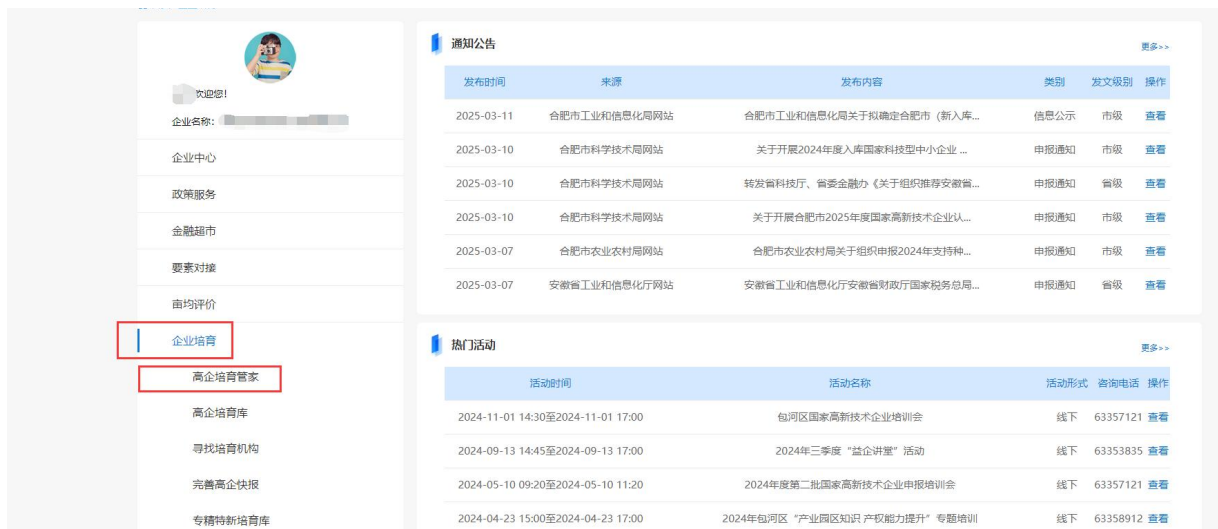 欢迎您!
企业名称:
企业中心
政策服务
金融超市
要素对接
亩均评价
企业培育
高企培育管家
高企培育库
寻找培育机构
完善高企快报
专精特新培育库
通知公告 更多>>
发布时间 来源 发布内容 类别 发文级别 操作
2025-03-11 合肥市工业和信息化局网站 合肥市工业和信息化局关于拟确定合肥市（新入库... 信息公示 市级 查看
2025-03-10 合肥市科学技术局网站 关于开展2024年度入库国家科技型中小企业 ... 申报通知 市级 查看
2025-03-10 合肥市科学技术局网站 转发省科技厅、省委金融办《关于组织推荐安徽省... 申报通知 省级 查看
2025-03-10 合肥市科学技术局网站 关于开展合肥市2025年度国家高新技术企业认... 申报通知 市级 查看
2025-03-07 合肥市农业农村局网站 合肥市农业农村局关于组织申报2024年支持种... 申报通知 市级 查看
2025-03-07 安徽省工业和信息化厅网站 安徽省工业和信息化厅安徽省财政厅国家税务总局... 申报通知 省级 查看
热门活动 更多>>
活动时间 活动名称 活动形式 咨询电话 操作
2024-11-01 14:30至2024-11-01 17:00 包河区国家高新技术企业培训会 线下 63357121 查看
2024-09-13 14:45至2024-09-13 17:00 2024年三季度“益企讲堂”活动 线下 63353835 查看
2024-05-10 09:20至2024-05-10 11:20 2024年度第二批国家高新技术企业申报培训会 线下 63357121 查看
2024-04-23 15:00至2024-04-23 17:00 2024年包河区“产业园区知识 产权能力提升”专题培训 线下 63358912 查看